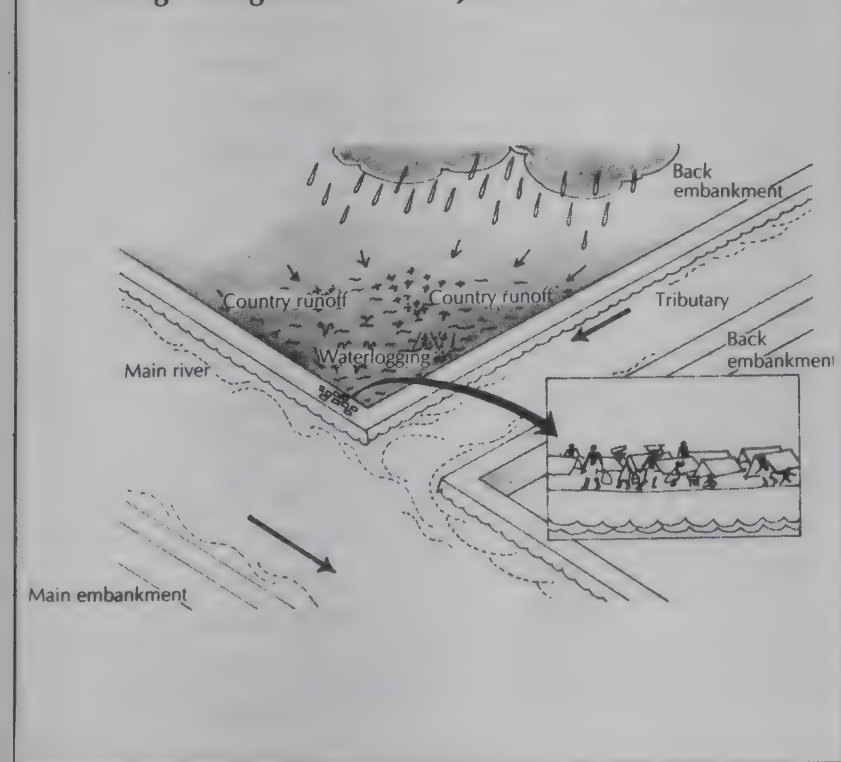 Back
embankment
Country runoff
Country runoff
Tributary
Waterlogging
Back
embankment
Main river
Main embankment